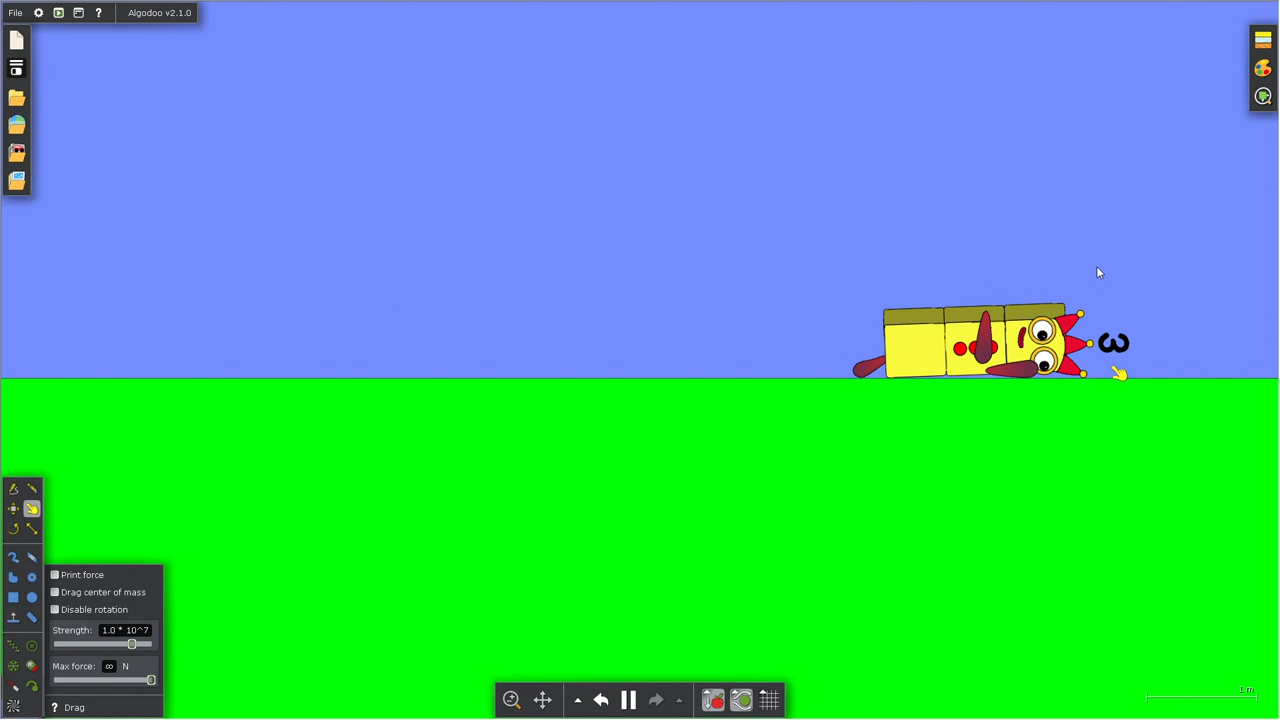 File ? Algodoo v2.1.0
3
Print force
Drag center of mass
Disable rotation
Strength: 1.0 * 10^7
Max force: ∞ N
? Drag
1 m